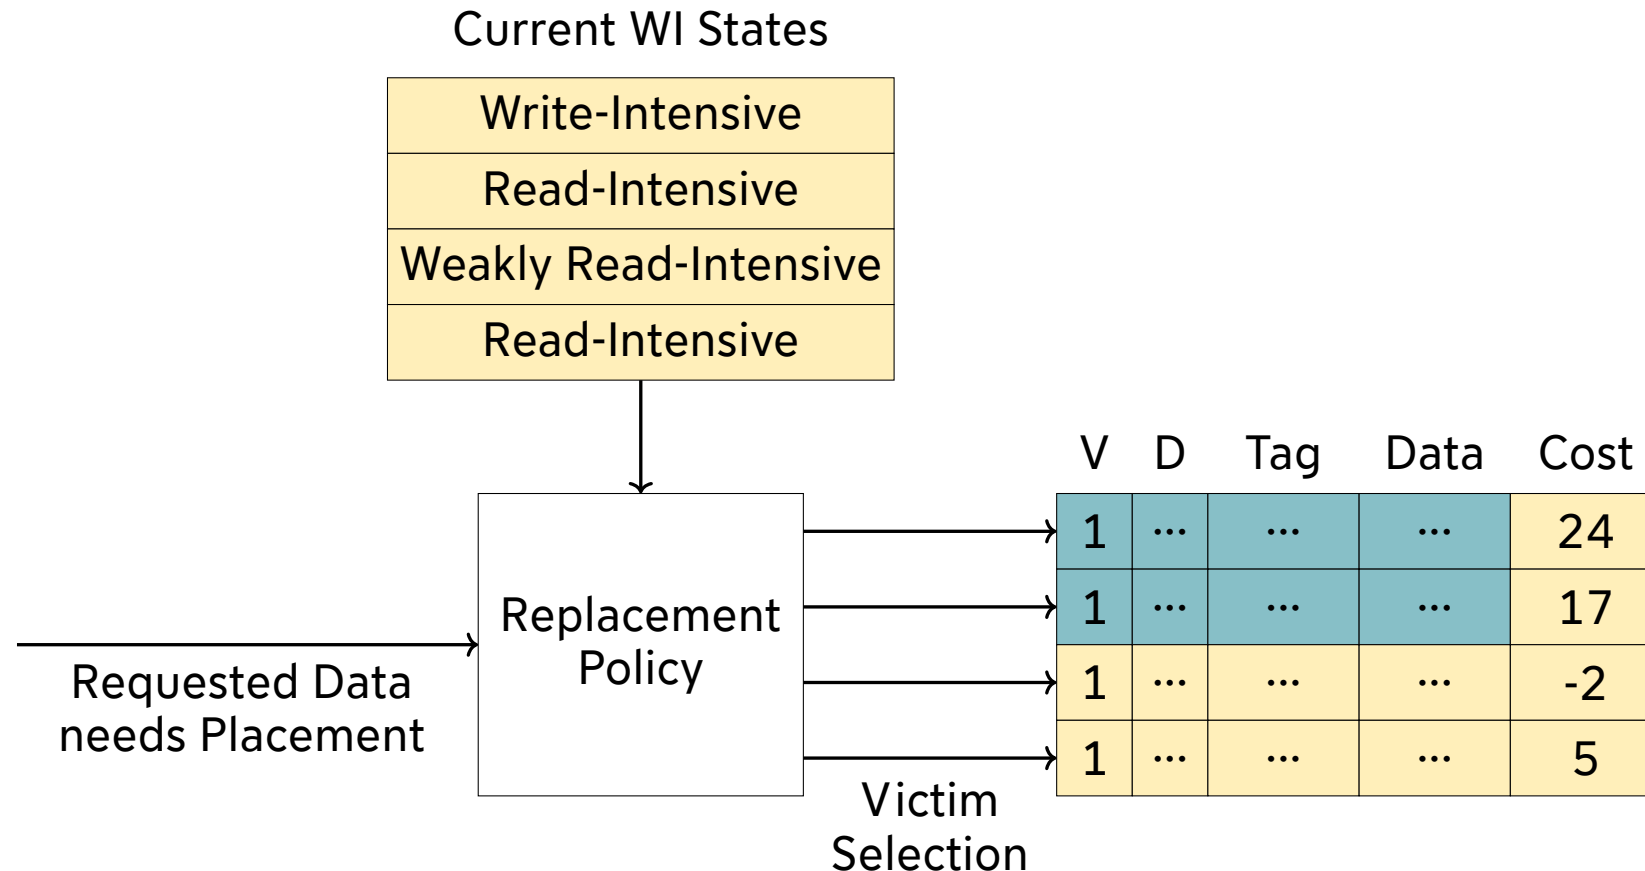 Current WI States
Write-Intensive
Read-Intensive
Weakly Read-Intensive
Read-Intensive
V D Tag Data Cost
1 ... ... ... 24
1 ... ... ... 17
1 ... ... ... -2
1 ... ... ... 5
Replacement
Policy
Requested Data
needs Placement
Victim
Selection